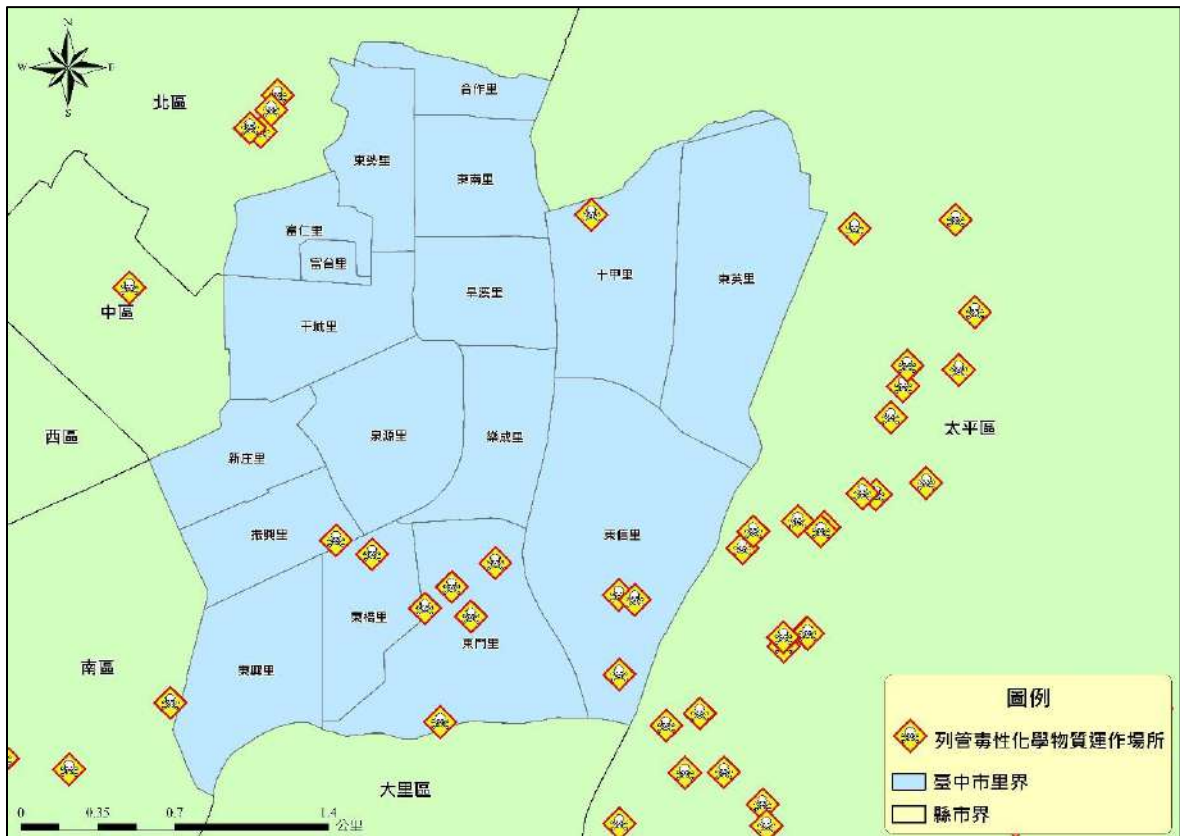 N
W
E
S
北區
合作里
東勢里
東南里
富仁里
富台里
十甲里
東英里
旱溪里
中區
干城里
西區
泉源里
樂成里
太平區
新庄里
振興里
東信里
東橋里
東門里
南區
東興里
大里區
0
0.35
0.7
1.4
公里
圖例
列管毒性化學物質運作場所
臺中市里界
縣市界